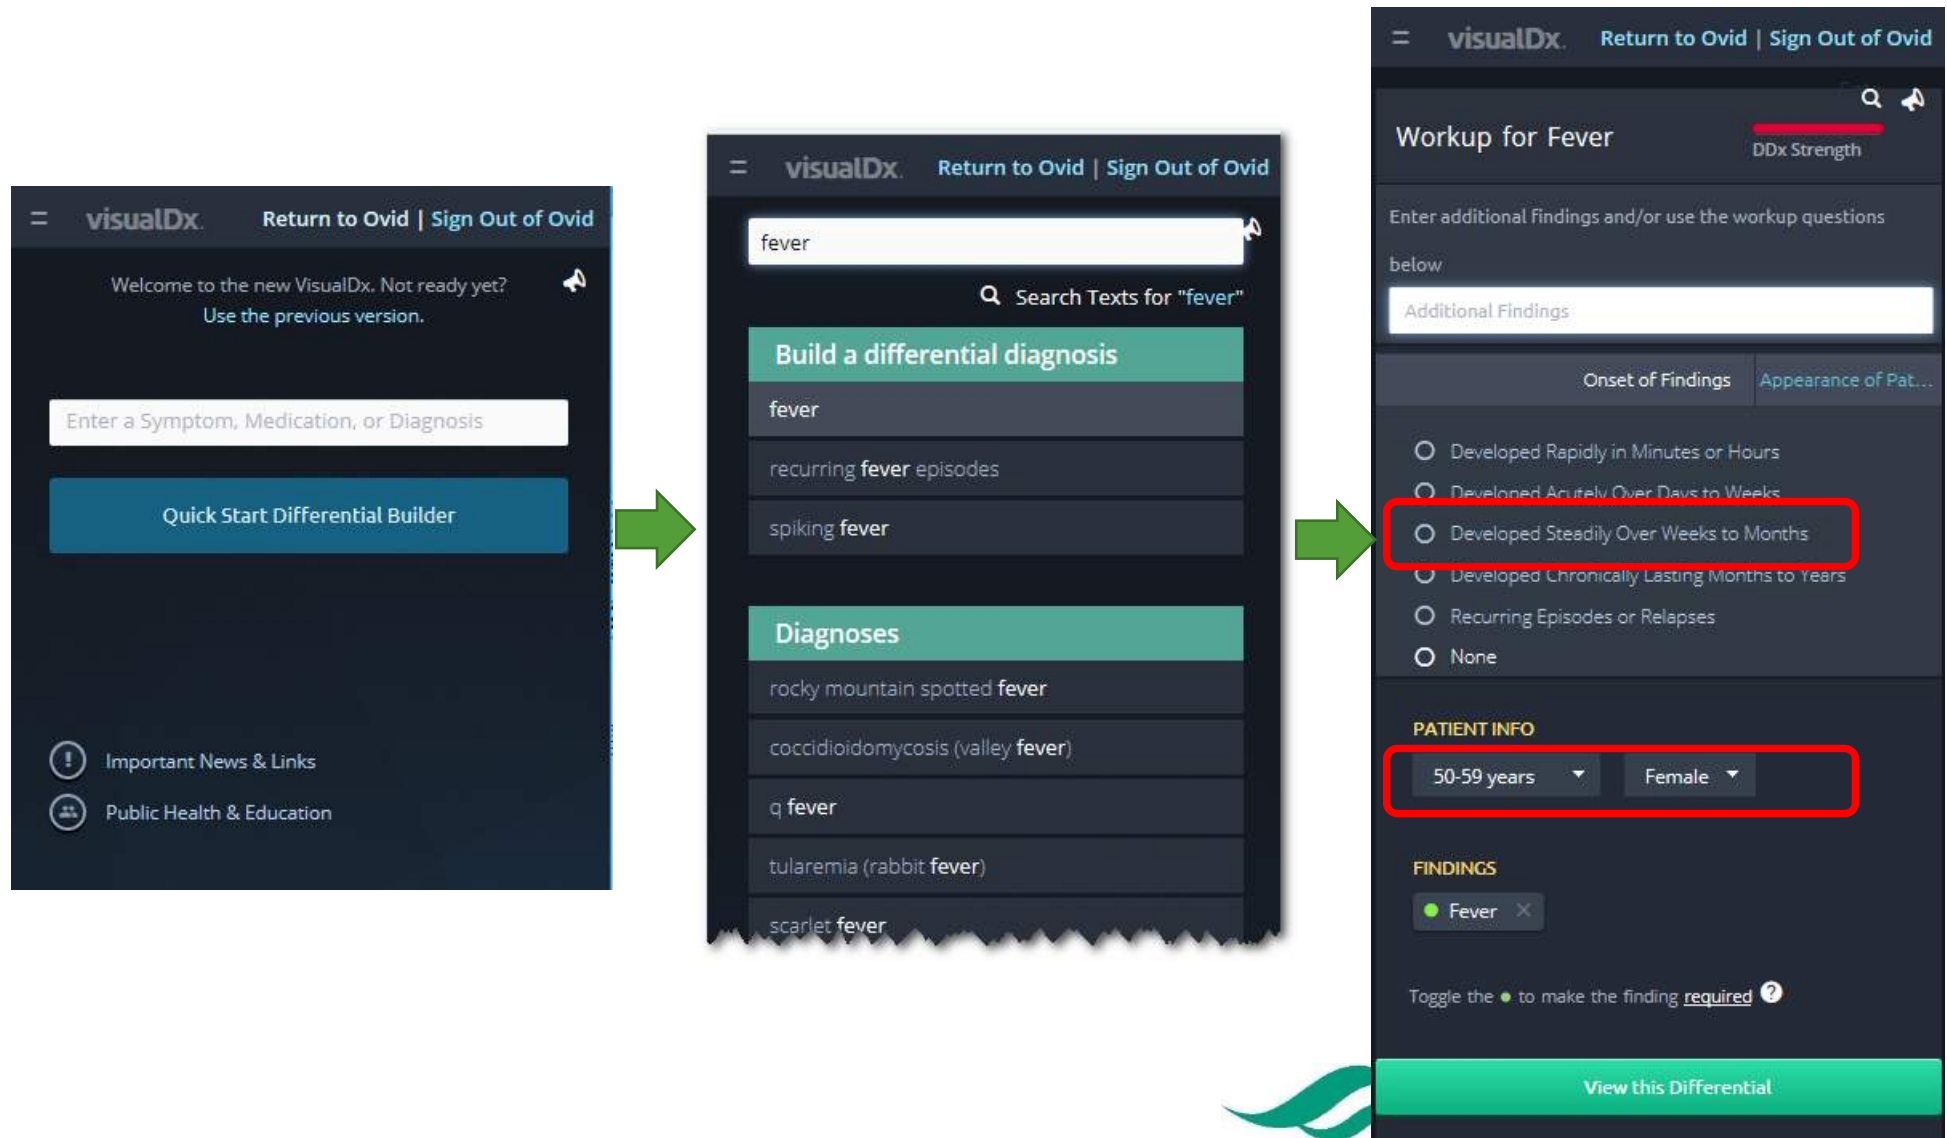 visualDx. Return to Ovid | Sign Out of Ovid
Welcome to the new VisualDx. Not ready yet?
Use the previous version.
Enter a Symptom, Medication, or Diagnosis
Quick Start Differential Builder
Important News & Links
Public Health & Education
visualDx. Return to Ovid | Sign Out of Ovid
fever
Search Texts for "fever"
Build a differential diagnosis
fever
recurring fever episodes
spiking fever
Diagnoses
rocky mountain spotted fever
coccidioidomycosis (valley fever)
q fever
tularemia (rabbit fever)
scarlet fever
visualDx. Return to Ovid | Sign Out of Ovid
Workup for Fever
DDx Strength
Enter additional findings and/or use the workup questions
below
Additional Findings
Onset of Findings Appearance of Pat...
Developed Rapidly in Minutes or Hours
Developed Acutely Over Days to Weeks
Developed Steadily Over Weeks to Months
Developed Chronically Lasting Months to Years
Recurring Episodes or Relapses
None
PATIENT INFO
50-59 years Female
FINDINGS
Fever
Toggle the ● to make the finding required
View this Differential